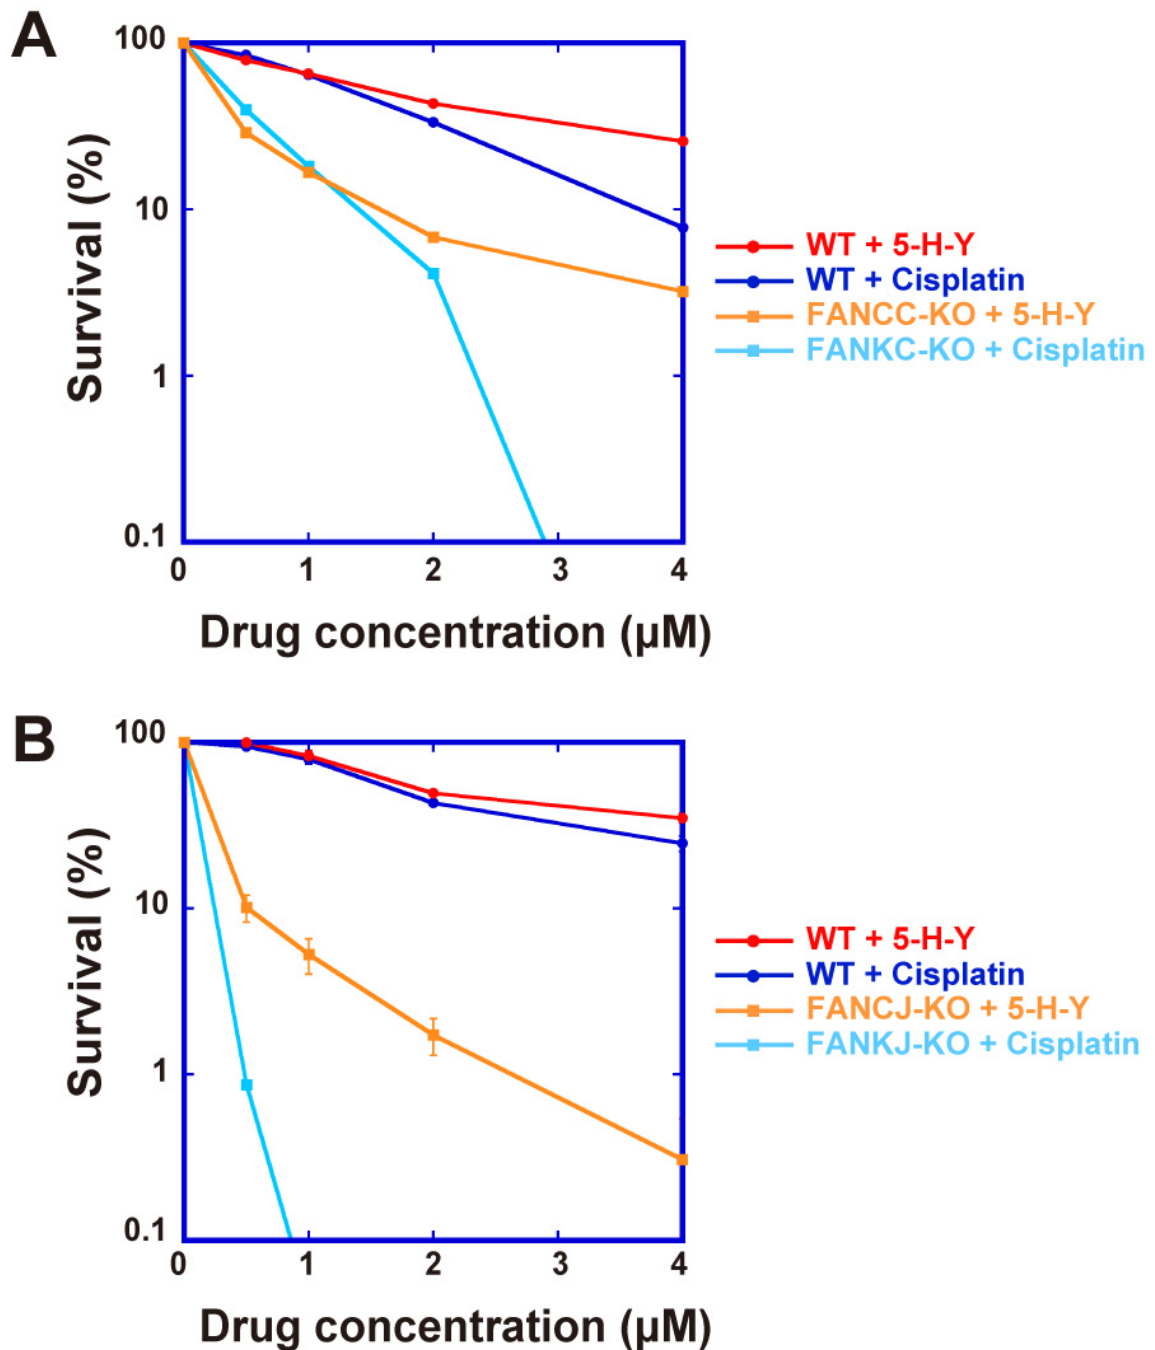 A
100
10
1
0.1
Survival (%)
0 1 2 3 4
Drug concentration (µM)
WT + 5-H-Y
WT + Cisplatin
FANCC-KO + 5-H-Y
FANKC-KO + Cisplatin
B
100
10
1
0.1
Survival (%)
0 1 2 3 4
Drug concentration (µM)
WT + 5-H-Y
WT + Cisplatin
FANCJ-KO + 5-H-Y
FANKJ-KO + Cisplatin